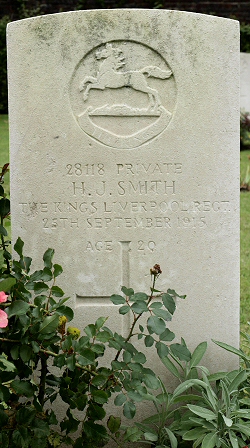 28118 PRIVATE
H. J. SMITH
THE KING'S LIVERPOOL REGT.
25TH SEPTEMBER 1915
AGE 20